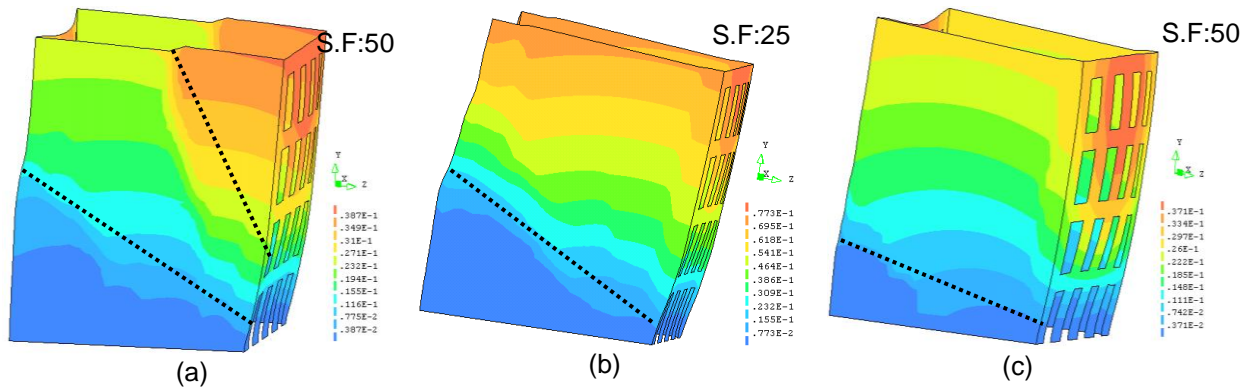 S.F:50
Y
X Z
.387E-1
.349E-1
.31E-1
.271E-1
.232E-1
.194E-1
.155E-1
.116E-1
.775E-2
.387E-2
(a)
S.F:25
Y
X Z
.773E-1
.695E-1
.618E-1
.541E-1
.464E-1
.386E-1
.309E-1
.232E-1
.155E-1
.773E-2
(b)
S.F:50
Y
X Z
.371E-1
.334E-1
.297E-1
.26E-1
.222E-1
.185E-1
.148E-1
.111E-1
.742E-2
.371E-2
(c)